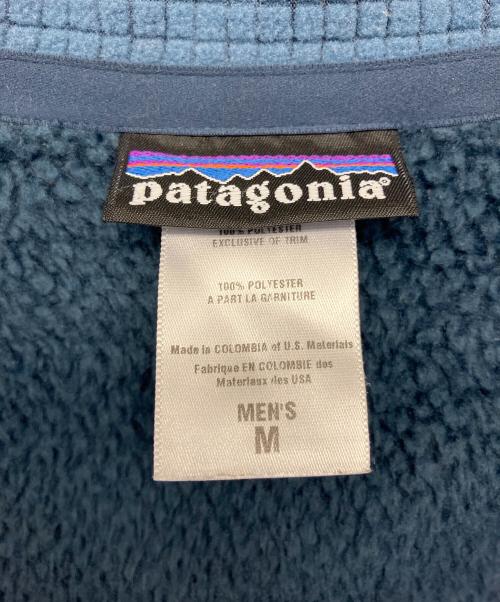 patagonia®
100% POLYESTER
EXCLUSIVE OF TRIM
100% POLYESTER
A PART LA GARNITURE
Made in COLOMBIA of U.S. Materials
Fabrique EN COLOMBIE des
Materiaux des USA
MEN'S
M